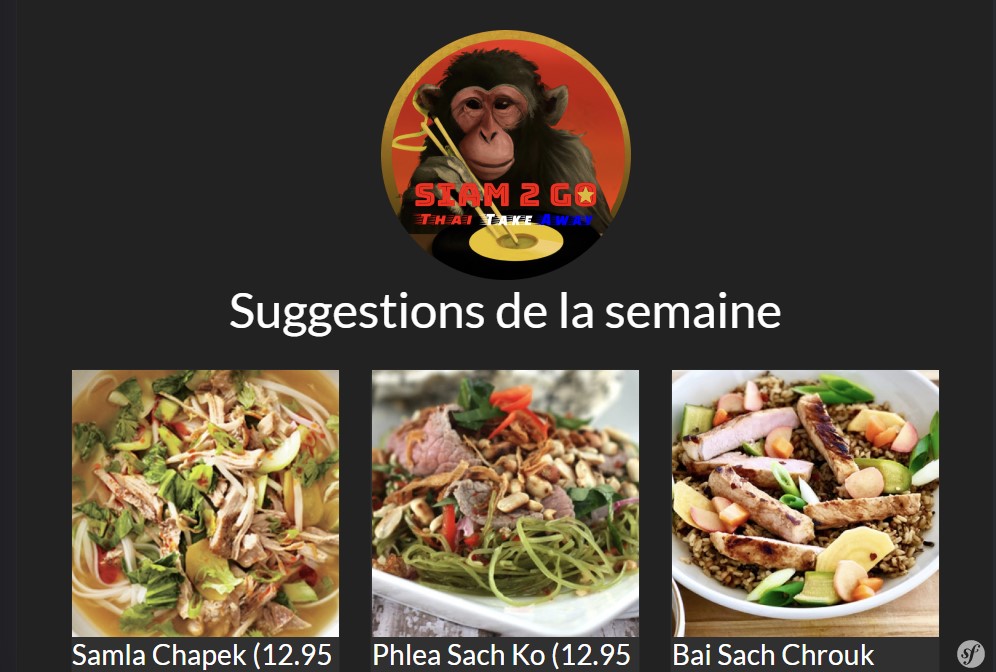 SIAM 2 GO
THAI TAKE AWAY
Suggestions de la semaine
Samla Chapek (12.95
Phlea Sach Ko (12.95
Bai Sach Chrouk
sf